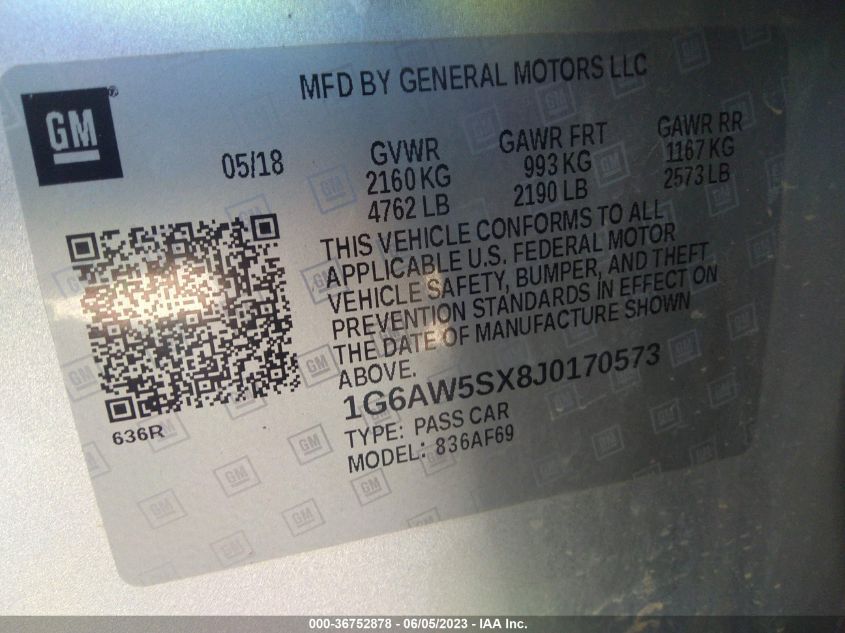 MFD BY GENERAL MOTORS LLC
GM®
05/18
GVWR
2160 KG
4762 LB
GAWR FRT
993 KG
2190 LB
GAWR RR
1167 KG
2573 LB
THIS VEHICLE CONFORMS TO ALL
APPLICABLE U.S. FEDERAL MOTOR
VEHICLE SAFETY, BUMPER, AND THEFT
PREVENTION STANDARDS IN EFFECT ON
THE DATE OF MANUFACTURE SHOWN
ABOVE.
1G6AW5SX8J0170573
TYPE: PASS CAR
MODEL: 836AF69
636R
000-36752878 - 06/05/2023 - IAA Inc.